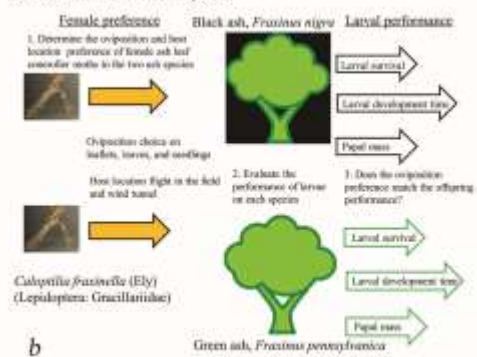 Female preference
Black ash, Fraxinus nigra
Larval performance
1. Determine the oviposition and host
location preference of female ash leaf
coneroller moths in the two ash species
Larval survival
Larval development time
Pupal mass
Oviposition choice on
leaflets, leaves, and seedlings
Host location flight in the field
and wind tunnel
2. Evaluate the
performance of larvae
on each species
3. Does the oviposition
preference match the offspring
performance?
Larval survival
Larval development time
Pupal mass
Caloptilia fraxinella (Ely)
(Lepidoptera: Gracillariidae)
b
Green ash, Fraxinus pennsylvanica